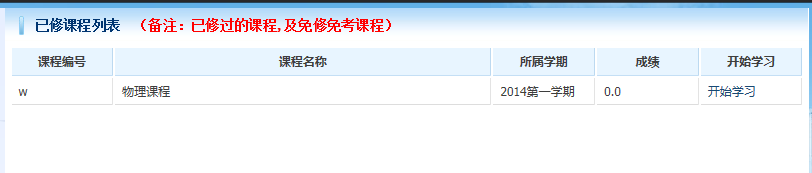 已修课程列表 （备注：已修过的课程,及免修免考课程）
课程编号 课程名称 所属学期 成绩 开始学习
w 物理课程 2014第一学期 0.0 开始学习